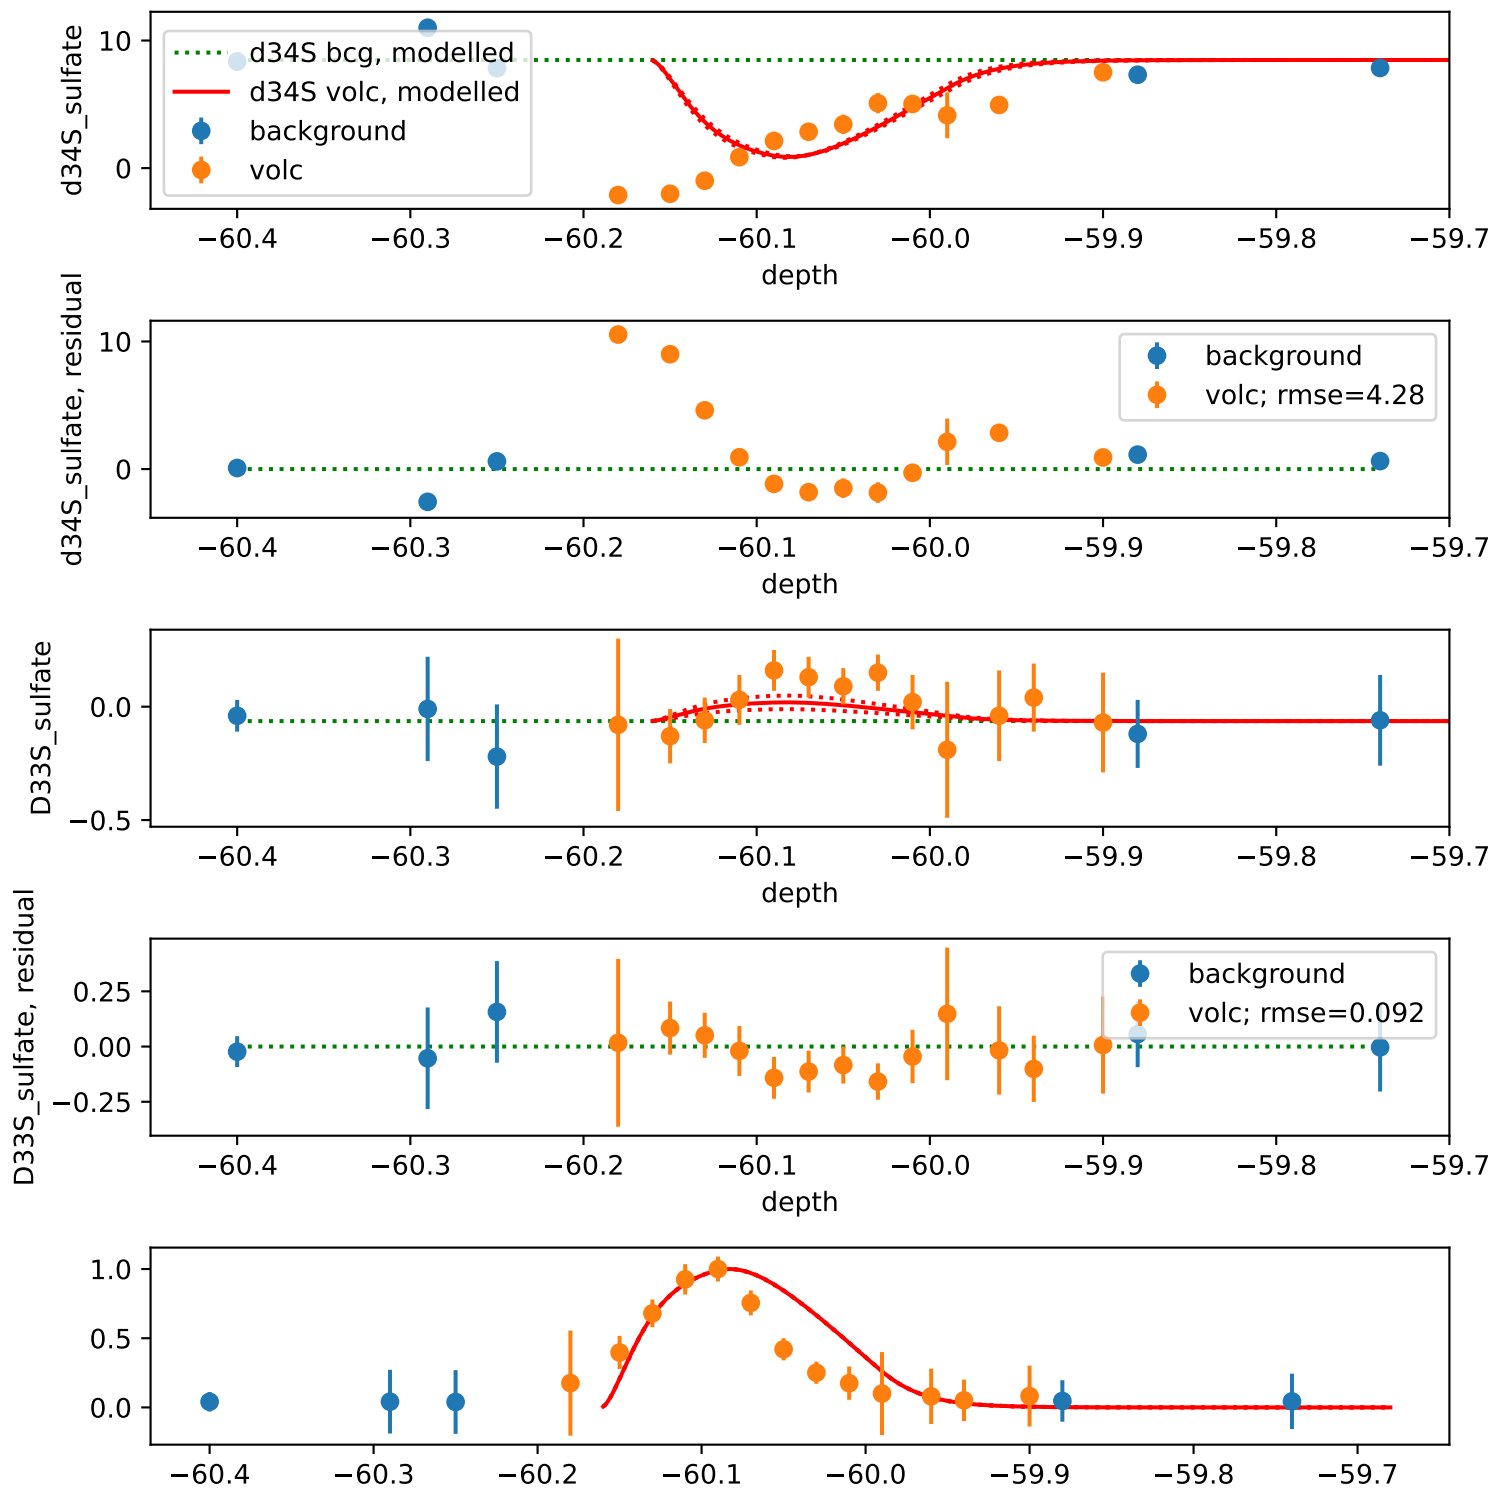 10
0
d34S_sulfate
d34S bcg, modelled
d34S volc, modelled
background
volc
−60.4 −60.3 −60.2 −60.1 −60.0 −59.9 −59.8 −59.7
depth
10
0
d34S_sulfate, residual
background
volc; rmse=4.28
−60.4 −60.3 −60.2 −60.1 −60.0 −59.9 −59.8 −59.7
depth
0.0
−0.5
D33S_sulfate
−60.4 −60.3 −60.2 −60.1 −60.0 −59.9 −59.8 −59.7
depth
0.25
0.00
−0.25
D33S_sulfate, residual
background
volc; rmse=0.092
−60.4 −60.3 −60.2 −60.1 −60.0 −59.9 −59.8 −59.7
depth
1.0
0.5
0.0
−60.4 −60.3 −60.2 −60.1 −60.0 −59.9 −59.8 −59.7